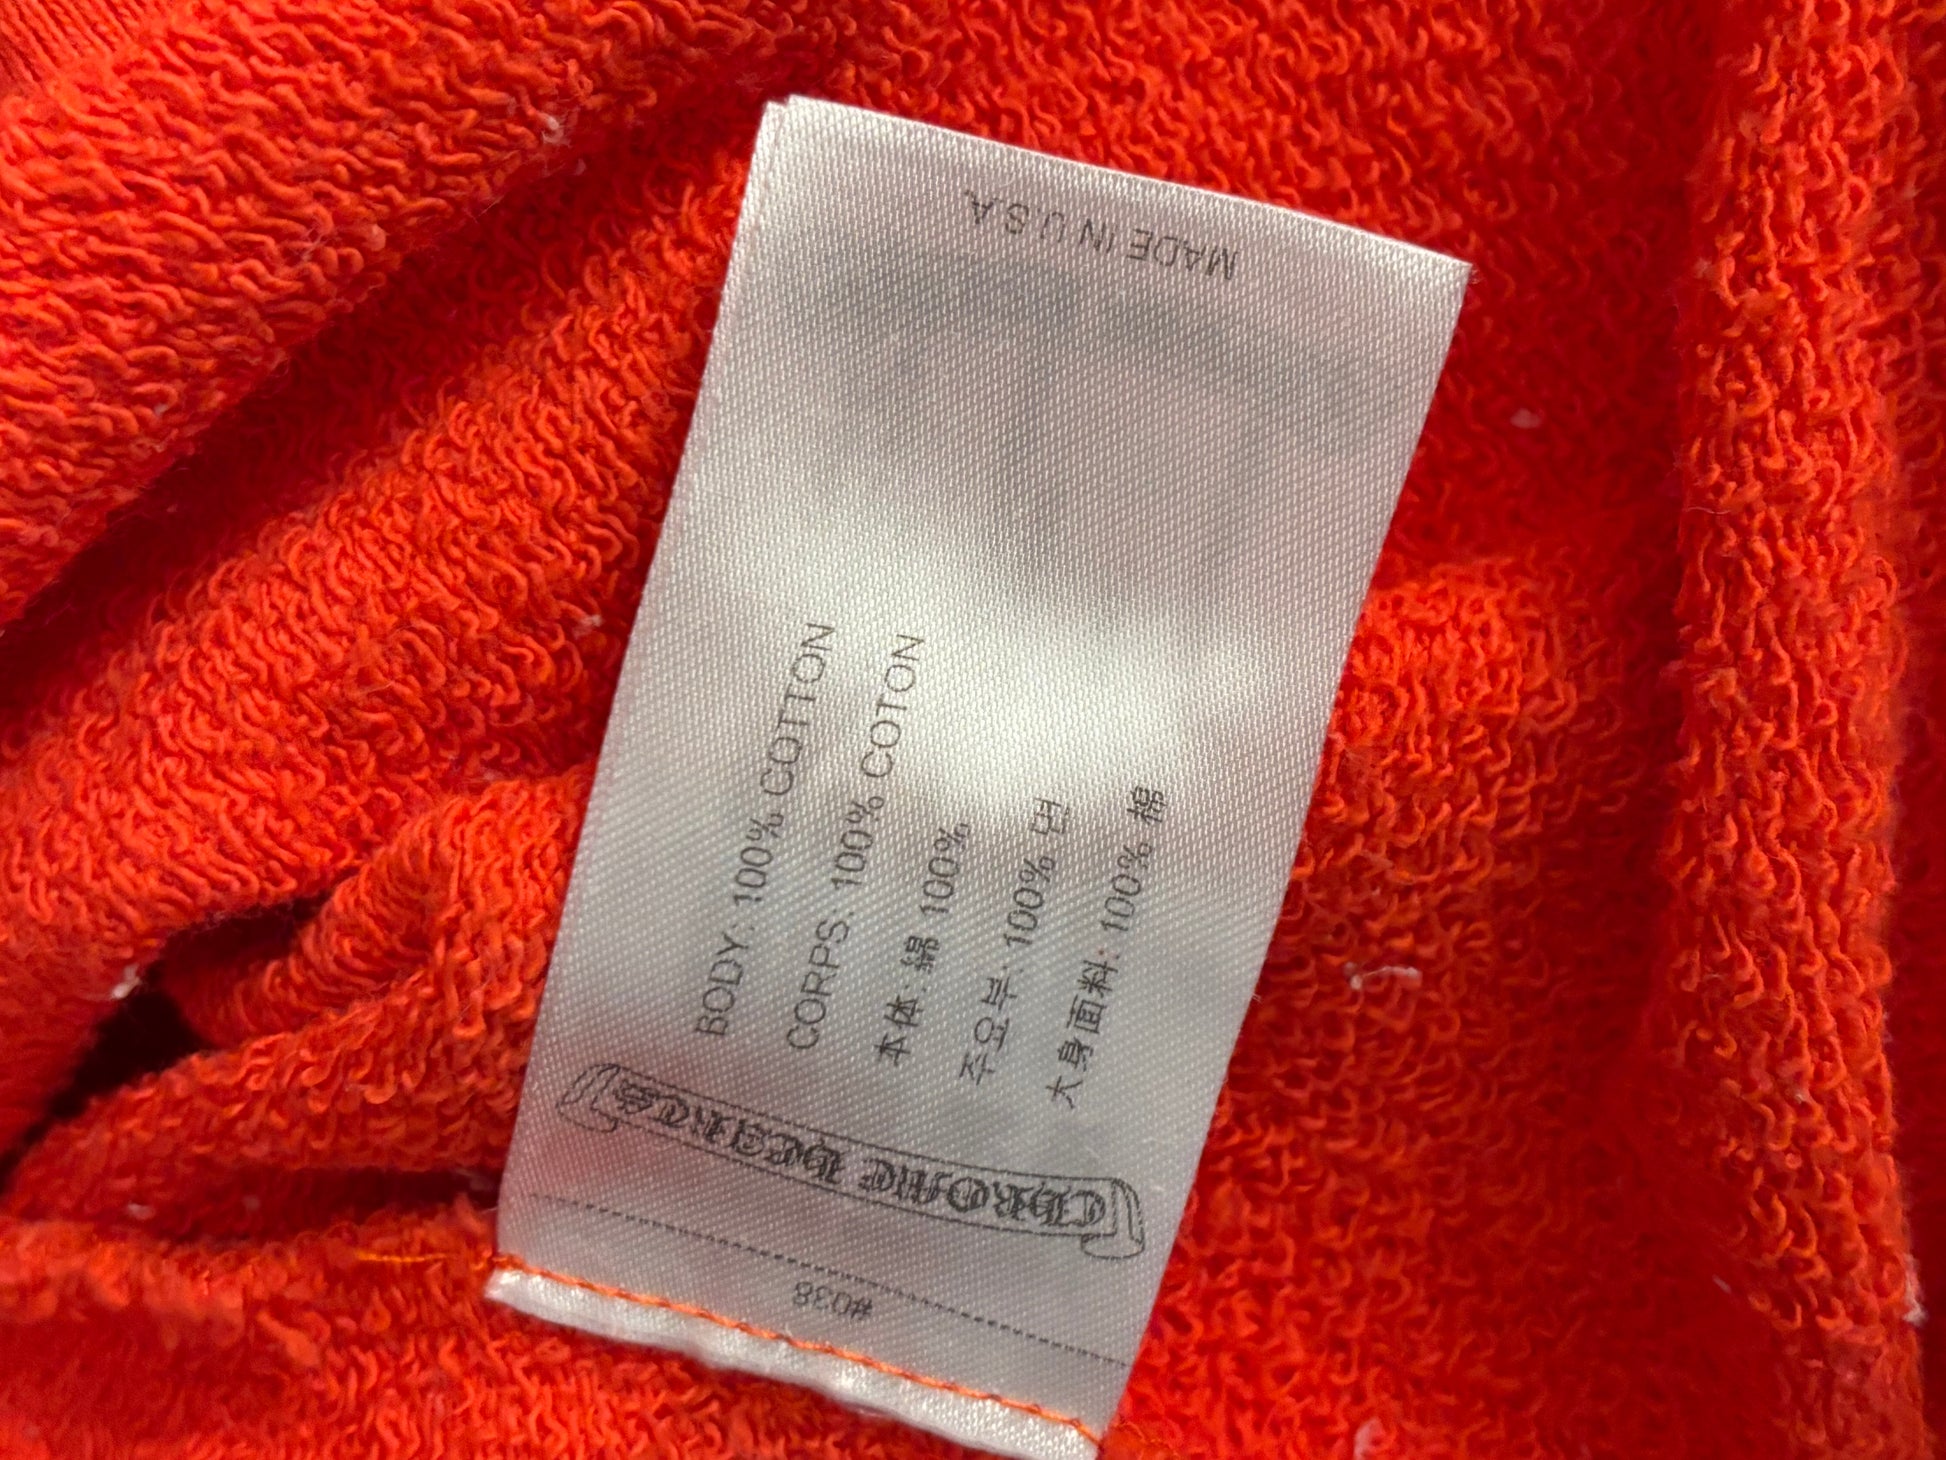 #038
CHROME HEARTS
BODY: 100% COTTON
CORPS: 100% COTON
本体: 綿 100%
주요부: 100% 면
大身面料: 100% 棉
MADE IN U.S.A.